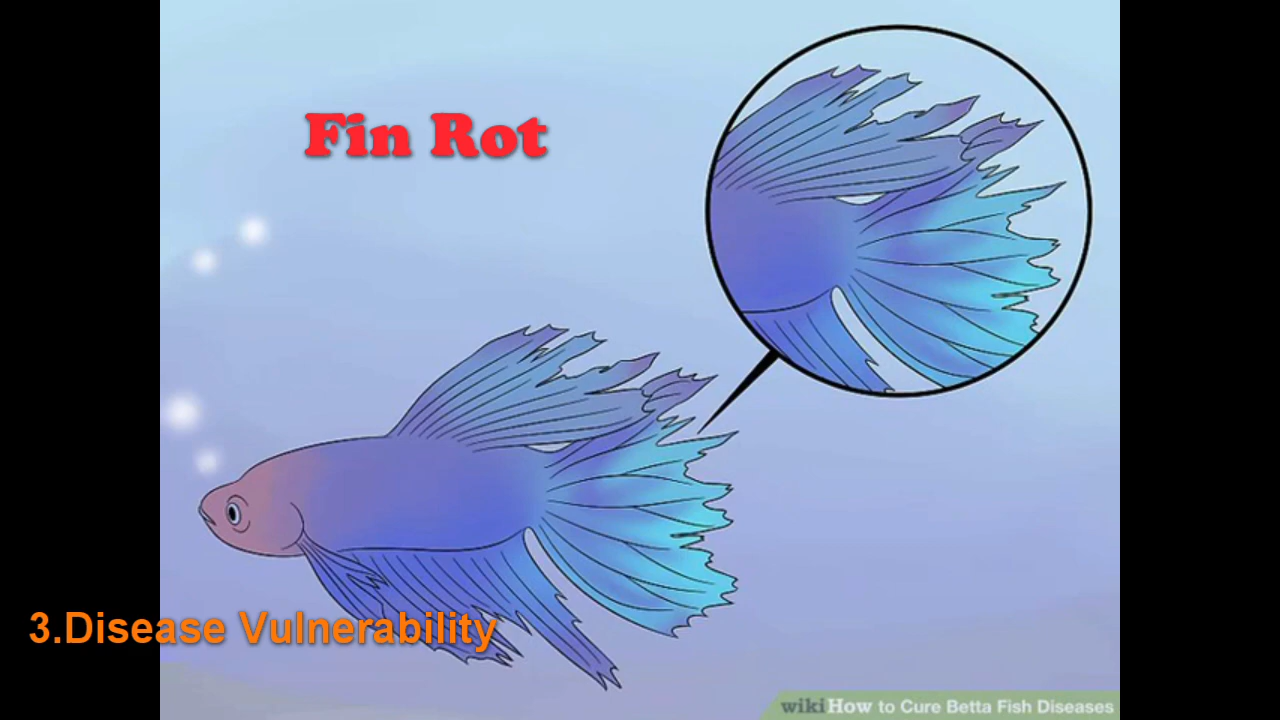 Fin Rot
3.Disease Vulnerability
wikiHow to Cure Betta Fish Diseases